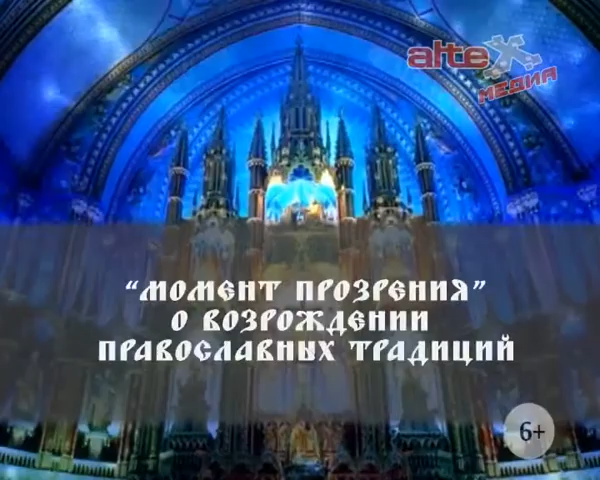 alteX
МЕДИА
“МОМЕНТ ПРОЗРЕНИЯ”
О ВОЗРОЖДЕНИИ
ПРАВОСЛАВНЫХ ТРАДИЦИЙ
6+